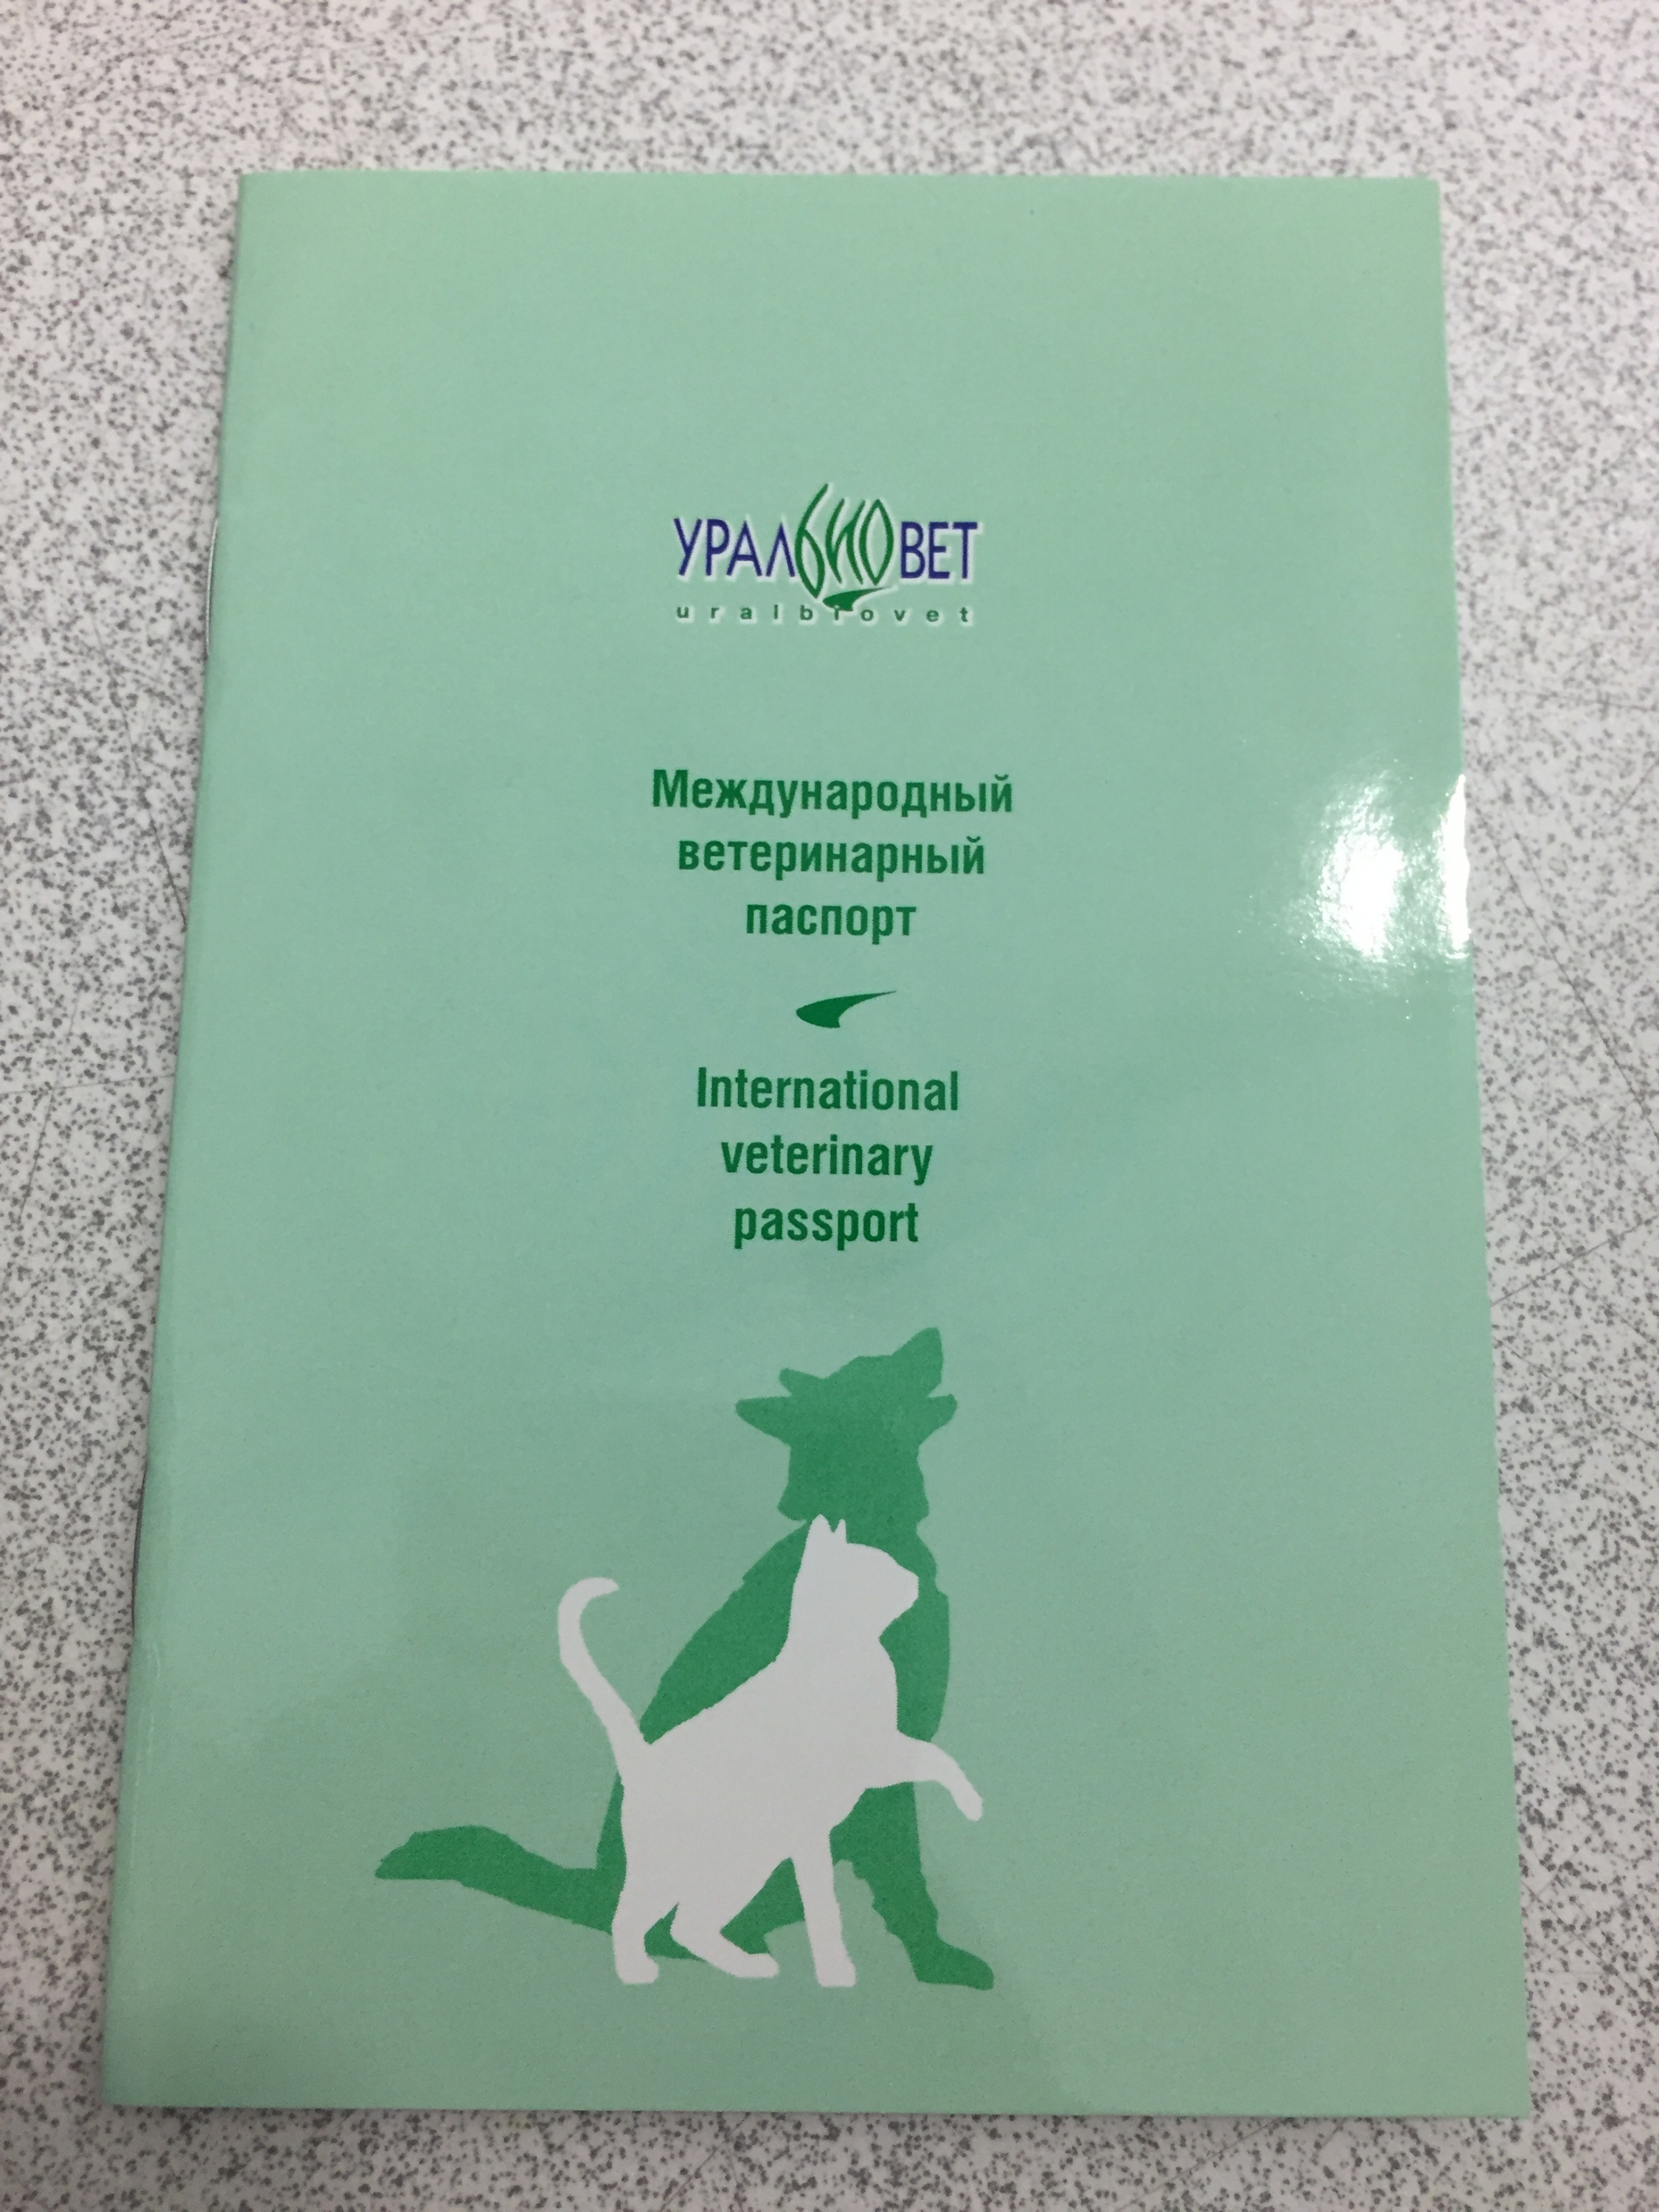 УРАЛБИОВЕТ
uralbiovet
Международный
ветеринарный
паспорт
International
veterinary
passport